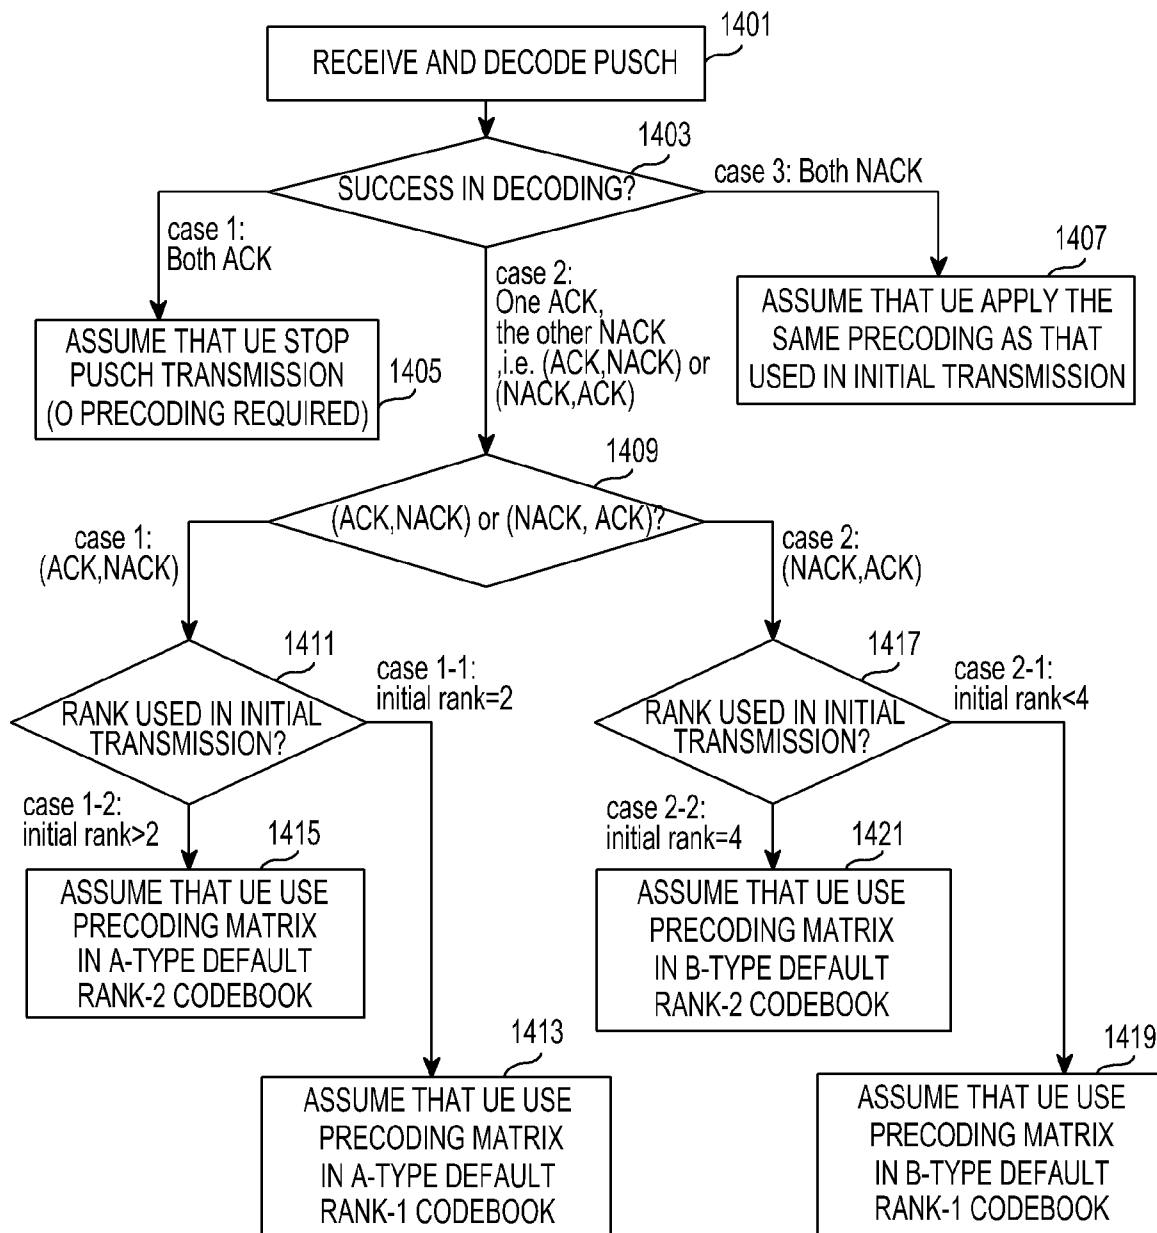 1401
RECEIVE AND DECODE PUSCH
1403
SUCCESS IN DECODING?
case 3: Both NACK
case 1:
Both ACK
case 2:
One ACK,
the other NACK
,i.e. (ACK,NACK) or
(NACK,ACK)
1407
ASSUME THAT UE APPLY THE
SAME PRECODING AS THAT
USED IN INITIAL TRANSMISSION
ASSUME THAT UE STOP
PUSCH TRANSMISSION
(O PRECODING REQUIRED)
1405
1409
(ACK,NACK) or (NACK, ACK)?
case 1:
(ACK,NACK)
case 2:
(NACK,ACK)
1411
RANK USED IN INITIAL
TRANSMISSION?
case 1-1:
initial rank=2
1417
RANK USED IN INITIAL
TRANSMISSION?
case 2-1:
initial rank<4
case 1-2:
initial rank>2
1415
ASSUME THAT UE USE
PRECODING MATRIX
IN A-TYPE DEFAULT
RANK-2 CODEBOOK
case 2-2:
initial rank=4
1421
ASSUME THAT UE USE
PRECODING MATRIX
IN B-TYPE DEFAULT
RANK-2 CODEBOOK
1413
ASSUME THAT UE USE
PRECODING MATRIX
IN A-TYPE DEFAULT
RANK-1 CODEBOOK
1419
ASSUME THAT UE USE
PRECODING MATRIX
IN B-TYPE DEFAULT
RANK-1 CODEBOOK